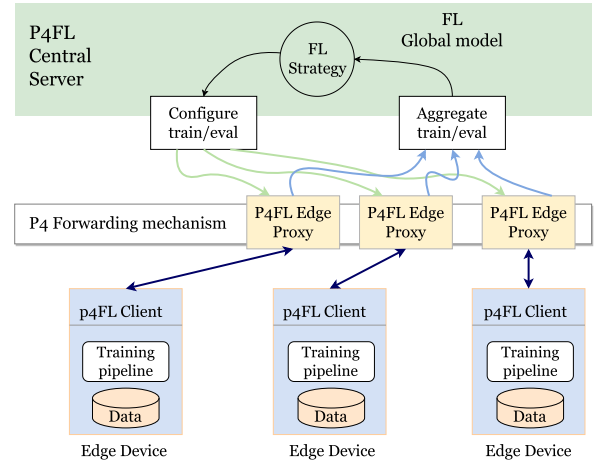 P4FL
Central
Server
FL
Strategy
FL
Global model
Configure
train/eval
Aggregate
train/eval
P4 Forwarding mechanism
P4FL Edge
Proxy
P4FL Edge
Proxy
P4FL Edge
Proxy
p4FL Client
Training
pipeline
Data
Edge Device
p4FL Client
Training
pipeline
Data
Edge Device
p4FL Client
Training
pipeline
Data
Edge Device